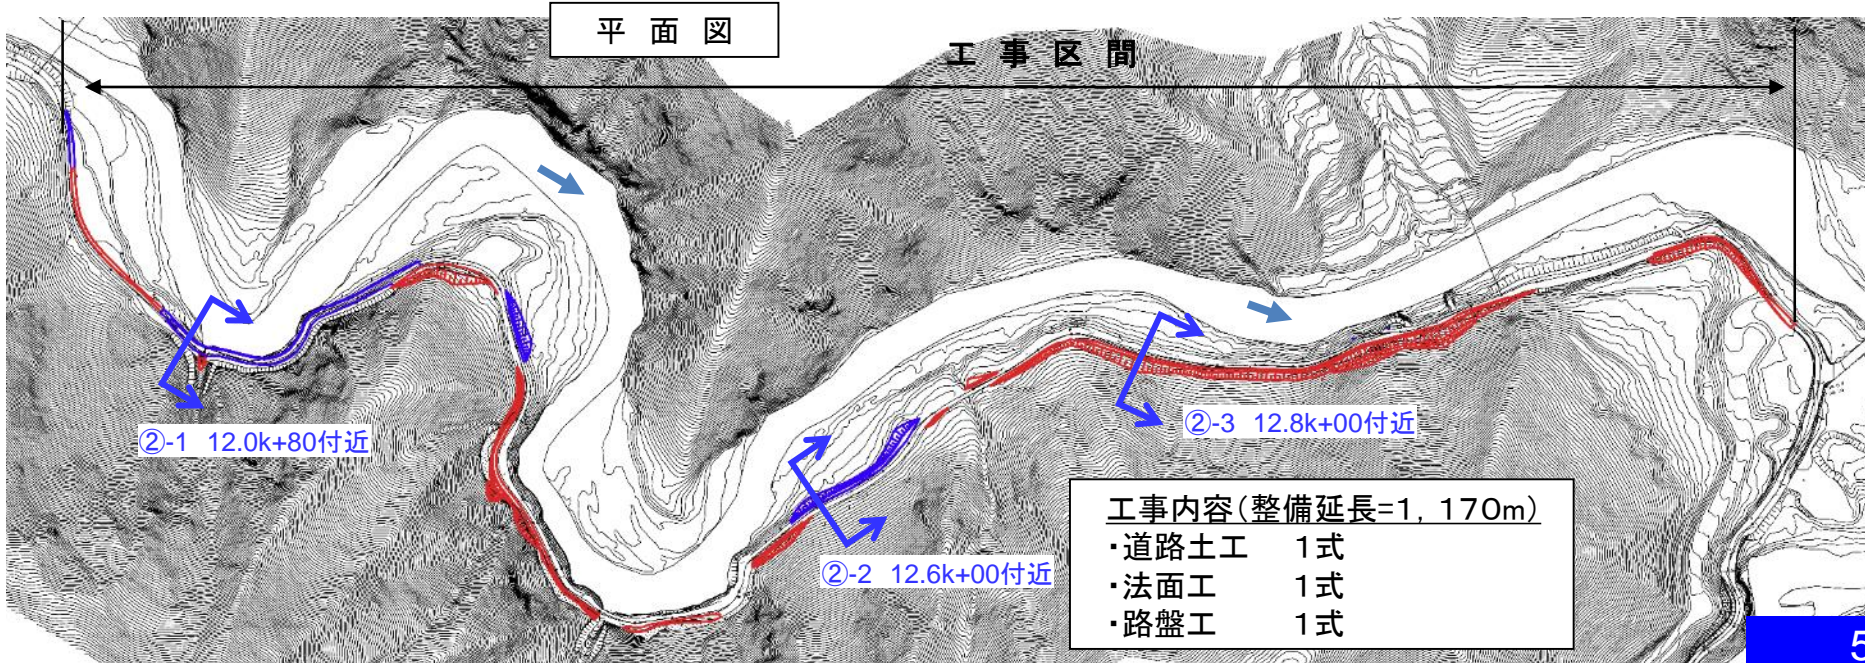 平 面 図
工 事 区 間
②-1 12.0k+80付近
②-3 12.8k+00付近
②-2 12.6k+00付近
工事内容(整備延長=1,170m)
・道路土工 1式
・法面工 1式
・路盤工 1式
5